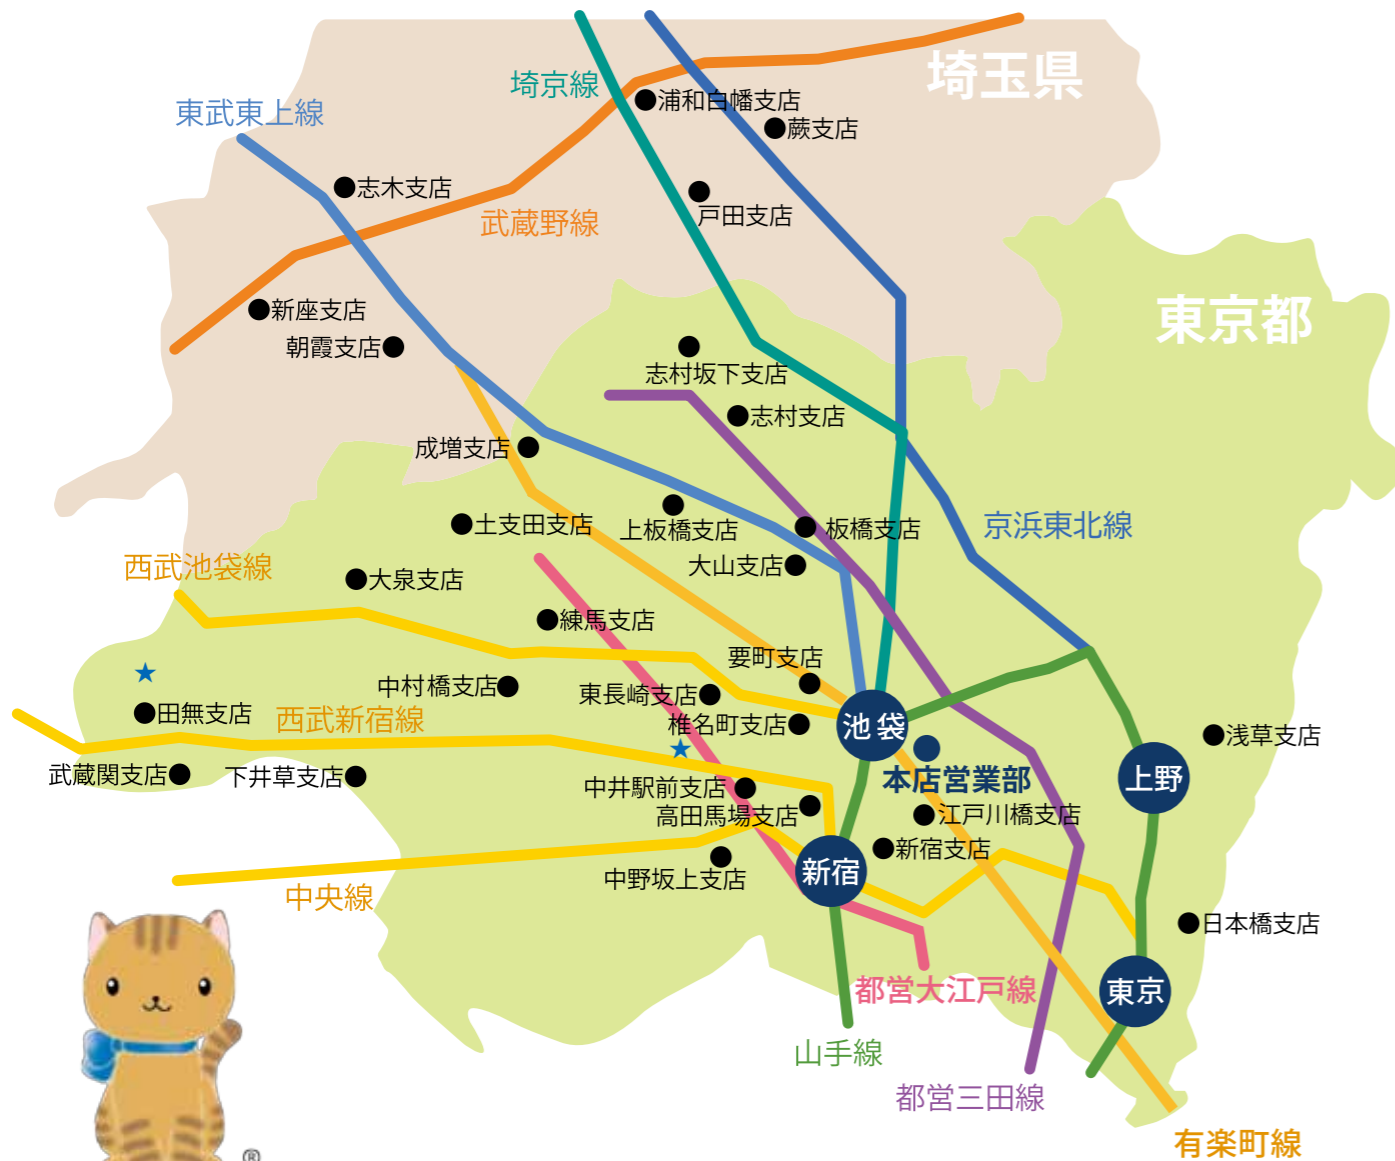 埼玉県
埼京線
浦和白幡支店
東武東上線
蕨支店
志木支店
戸田支店
武蔵野線
新座支店
東京都
朝霞支店
志村坂下支店
志村支店
成増支店
土支田支店
上板橋支店
板橋支店
京浜東北線
西武池袋線
大山支店
大泉支店
練馬支店
要町支店
中村橋支店
東長崎支店
田無支店
西武新宿線
椎名町支店
池袋
浅草支店
武蔵関支店
下井草支店
本店営業部
上野
中井駅前支店
高田馬場支店
江戸川橋支店
新宿支店
新宿
中野坂上支店
中央線
日本橋支店
都営大江戸線
東京
山手線
都営三田線
有楽町線
®